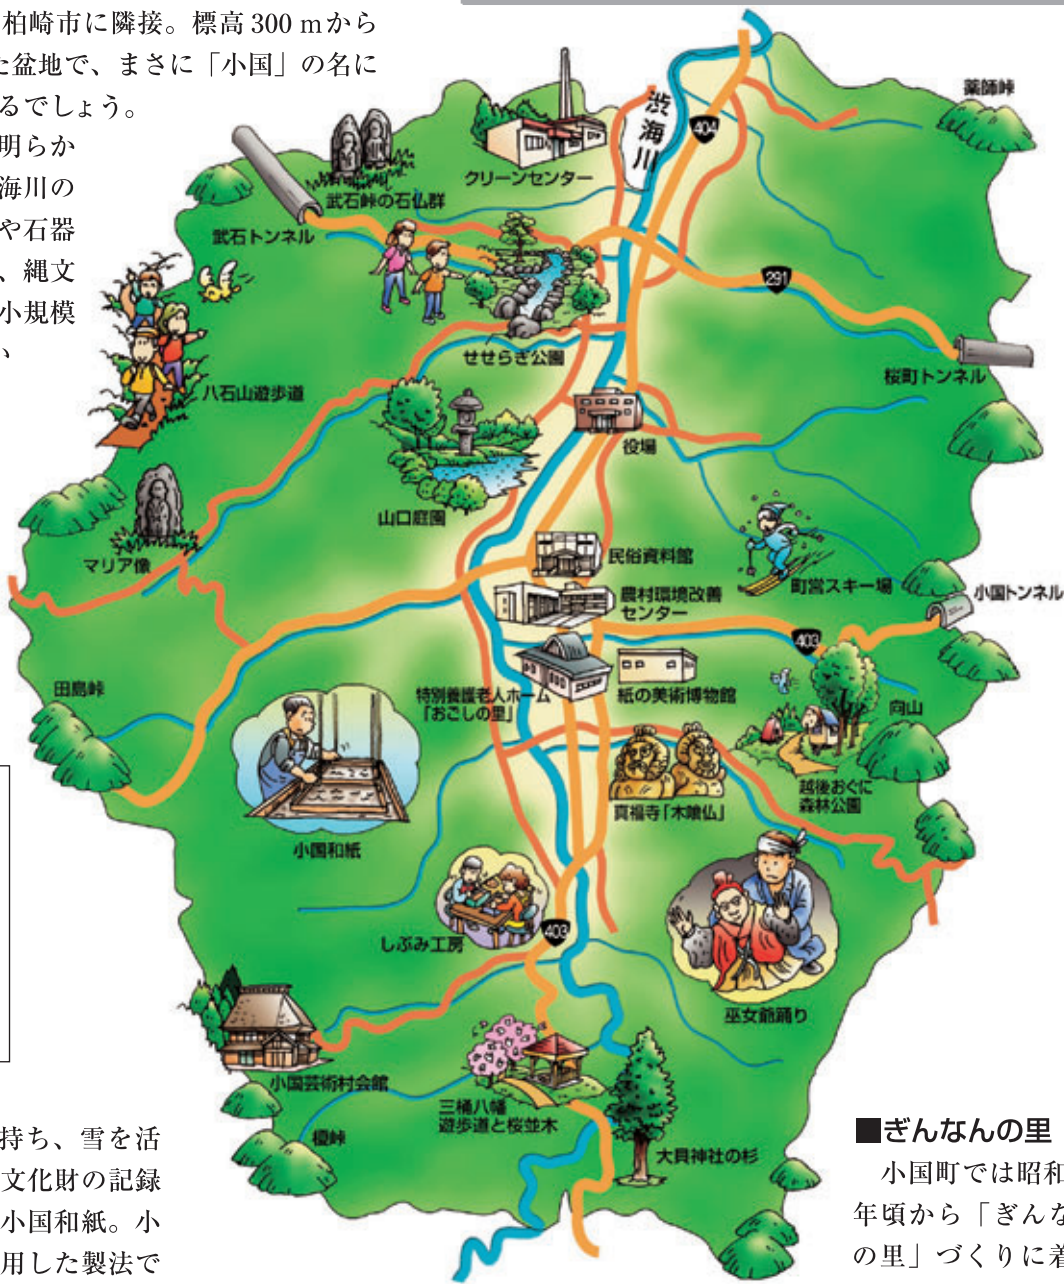 柏崎市に隣接。標高300 mから
た盆地で、まさに「小国」の名に
るでしょう。
明らか
海川の
や石器
、縄文
小規模
い
渋海川
404
薬師峠
クリーンセンター
武石峠の石仏群
武石トンネル
291
せせらぎ公園
桜町トンネル
八石山遊歩道
役場
山口庭園
民俗資料館
マリア像
町営スキー場
農村環境改善
センター
小国トンネル
403
田島峠
特別養護老人ホーム
「おごしの里」
紙の美術博物館
向山
越後おぐに
森林公園
真福寺「木喰仏」
小国和紙
しぶみ工房
403
巫女爺踊り
小国芸術村会館
三桶八幡
遊歩道と桜並木
榎峠
大貝神社の杉
持ち、雪を活
文化財の記録
小国和紙。小
用した製法で
■ぎんなんの里
小国町では昭和
年頃から「ぎんな
の里」づくりに着